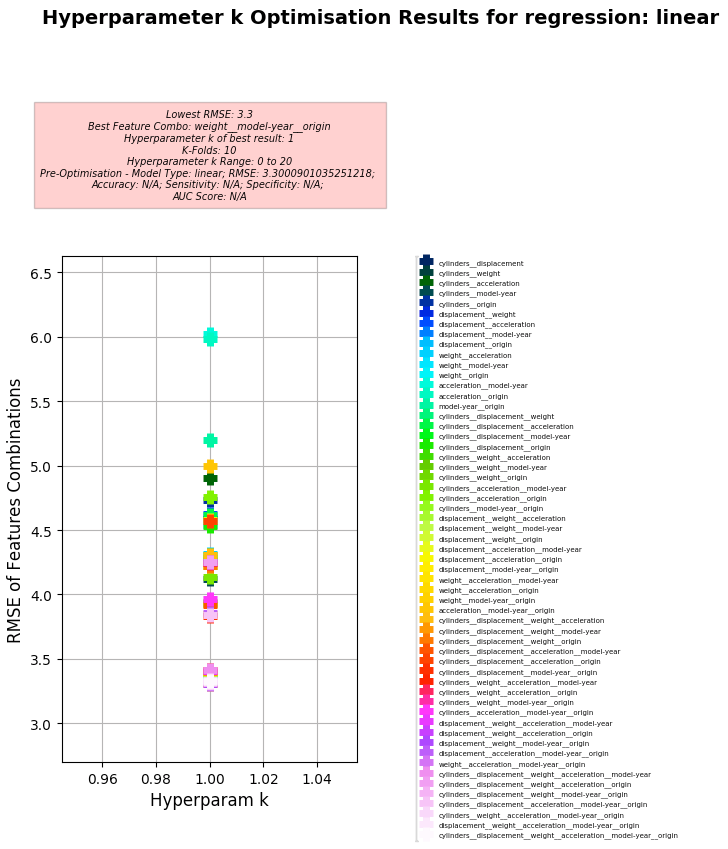 Hyperparameter k Optimisation Results for regression: linear
Lowest RMSE: 3.3
Best Feature Combo: weight__model-year__origin
Hyperparameter k of best result: 1
K-Folds: 10
Hyperparameter k Range: 0 to 20
Pre-Optimisation - Model Type: linear; RMSE: 3.3000901035251218;
Accuracy: N/A; Sensitivity: N/A; Specificity: N/A;
AUC Score: N/A
6.5
6.0
5.5
5.0
4.5
4.0
3.5
3.0
RMSE of Features Combinations
0.96
0.98
1.00
1.02
1.04
Hyperparam k
cylinders__displacement
cylinders__weight
cylinders__acceleration
cylinders__model-year
cylinders__origin
displacement__weight
displacement__acceleration
displacement__model-year
displacement__origin
weight__acceleration
weight__model-year
weight__origin
acceleration__model-year
acceleration__origin
model-year__origin
cylinders__displacement__weight
cylinders__displacement__acceleration
cylinders__displacement__model-year
cylinders__displacement__origin
cylinders__weight__acceleration
cylinders__weight__model-year
cylinders__weight__origin
cylinders__acceleration__model-year
cylinders__acceleration__origin
cylinders__model-year__origin
displacement__weight__acceleration
displacement__weight__model-year
displacement__weight__origin
displacement__acceleration__model-year
displacement__acceleration__origin
displacement__model-year__origin
weight__acceleration__model-year
weight__acceleration__origin
weight__model-year__origin
acceleration__model-year__origin
cylinders__displacement__weight__acceleration
cylinders__displacement__weight__model-year
cylinders__displacement__weight__origin
cylinders__displacement__acceleration__model-year
cylinders__displacement__acceleration__origin
cylinders__displacement__model-year__origin
cylinders__weight__acceleration__model-year
cylinders__weight__acceleration__origin
cylinders__weight__model-year__origin
cylinders__acceleration__model-year__origin
displacement__weight__acceleration__model-year
displacement__weight__acceleration__origin
displacement__weight__model-year__origin
displacement__acceleration__model-year__origin
weight__acceleration__model-year__origin
cylinders__displacement__weight__acceleration__model-year
cylinders__displacement__weight__acceleration__origin
cylinders__displacement__weight__model-year__origin
cylinders__displacement__acceleration__model-year__origin
cylinders__weight__acceleration__model-year__origin
displacement__weight__acceleration__model-year__origin
cylinders__displacement__weight__acceleration__model-year__origin